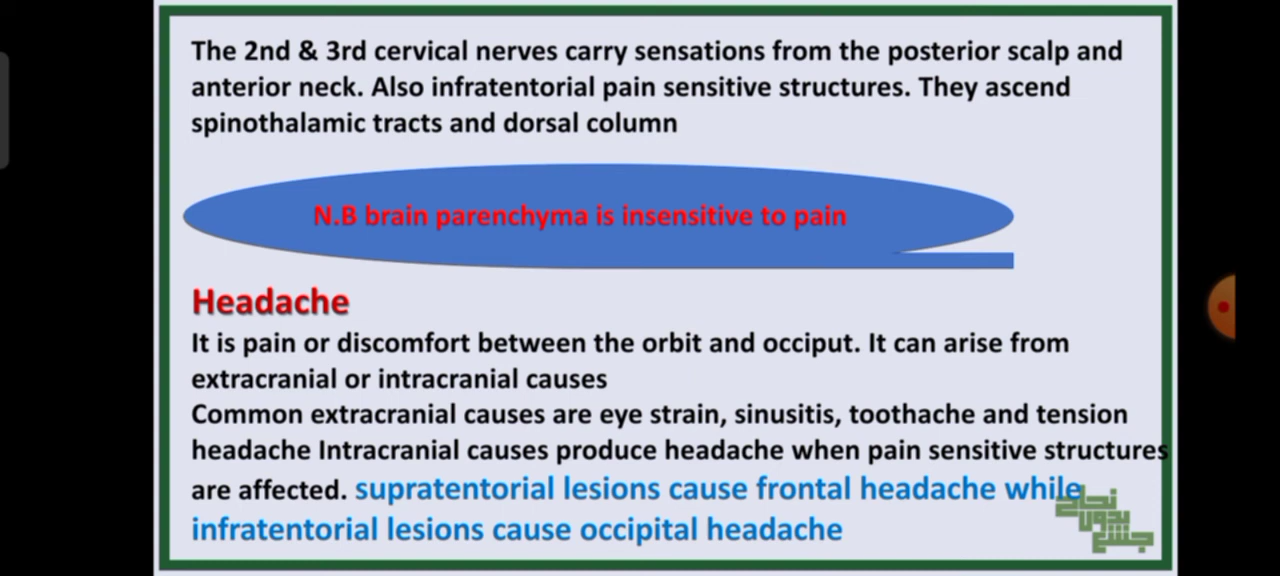 The 2nd & 3rd cervical nerves carry sensations from the posterior scalp and
anterior neck. Also infratentorial pain sensitive structures. They ascend
spinothalamic tracts and dorsal column
N.B brain parenchyma is insensitive to pain
Headache
It is pain or discomfort between the orbit and occiput. It can arise from
extracranial or intracranial causes
Common extracranial causes are eye strain, sinusitis, toothache and tension
headache Intracranial causes produce headache when pain sensitive structures
are affected. supratentorial lesions cause frontal headache while
infratentorial lesions cause occipital headache